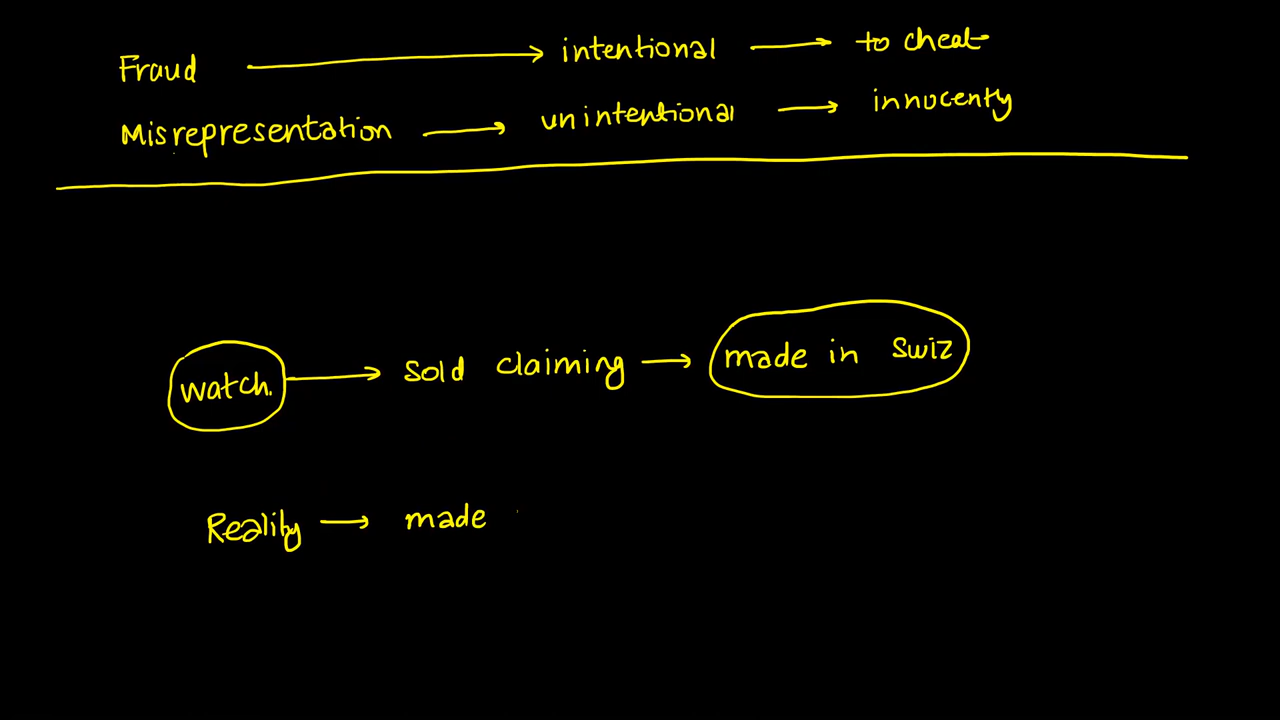 Fraud → intentional → to cheat
Misrepresentation → unintentional → innocenty
watch. → sold claiming → made in swiz
Reality → made